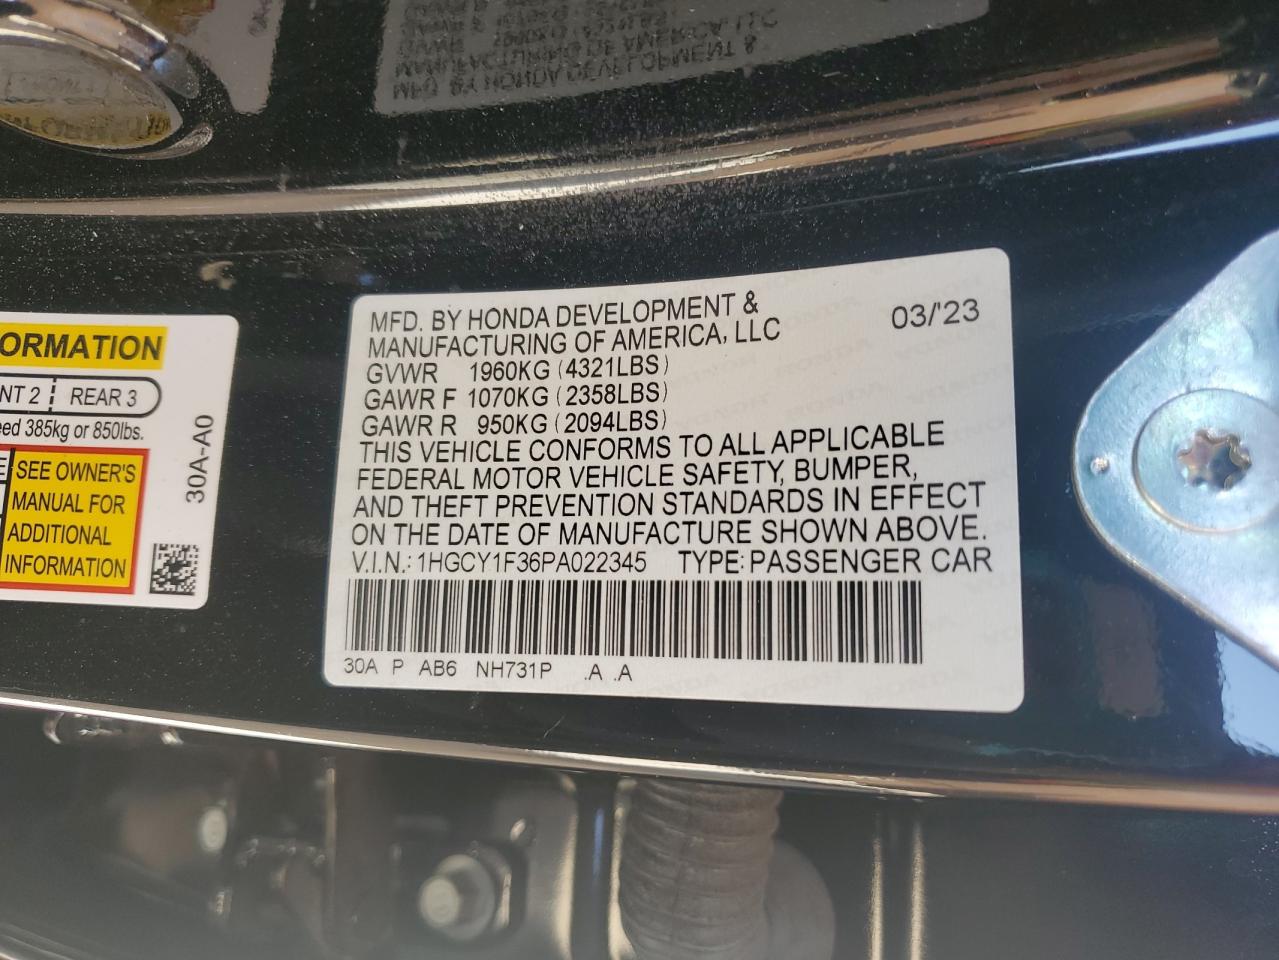 ORMATION
NT 2 REAR 3
eed 385kg or 850lbs.
SEE OWNER'S
MANUAL FOR
ADDITIONAL
INFORMATION
30A-A0
MFD. BY HONDA DEVELOPMENT &
MANUFACTURING OF AMERICA, LLC 03/'23
GVWR 1960KG (4321LBS)
GAWR F 1070KG (2358LBS)
GAWR R 950KG (2094LBS)
THIS VEHICLE CONFORMS TO ALL APPLICABLE
FEDERAL MOTOR VEHICLE SAFETY, BUMPER,
AND THEFT PREVENTION STANDARDS IN EFFECT
ON THE DATE OF MANUFACTURE SHOWN ABOVE.
V.I.N.: 1HGCY1F36PA022345 TYPE: PASSENGER CAR
30A P AB6 NH731P .A .A